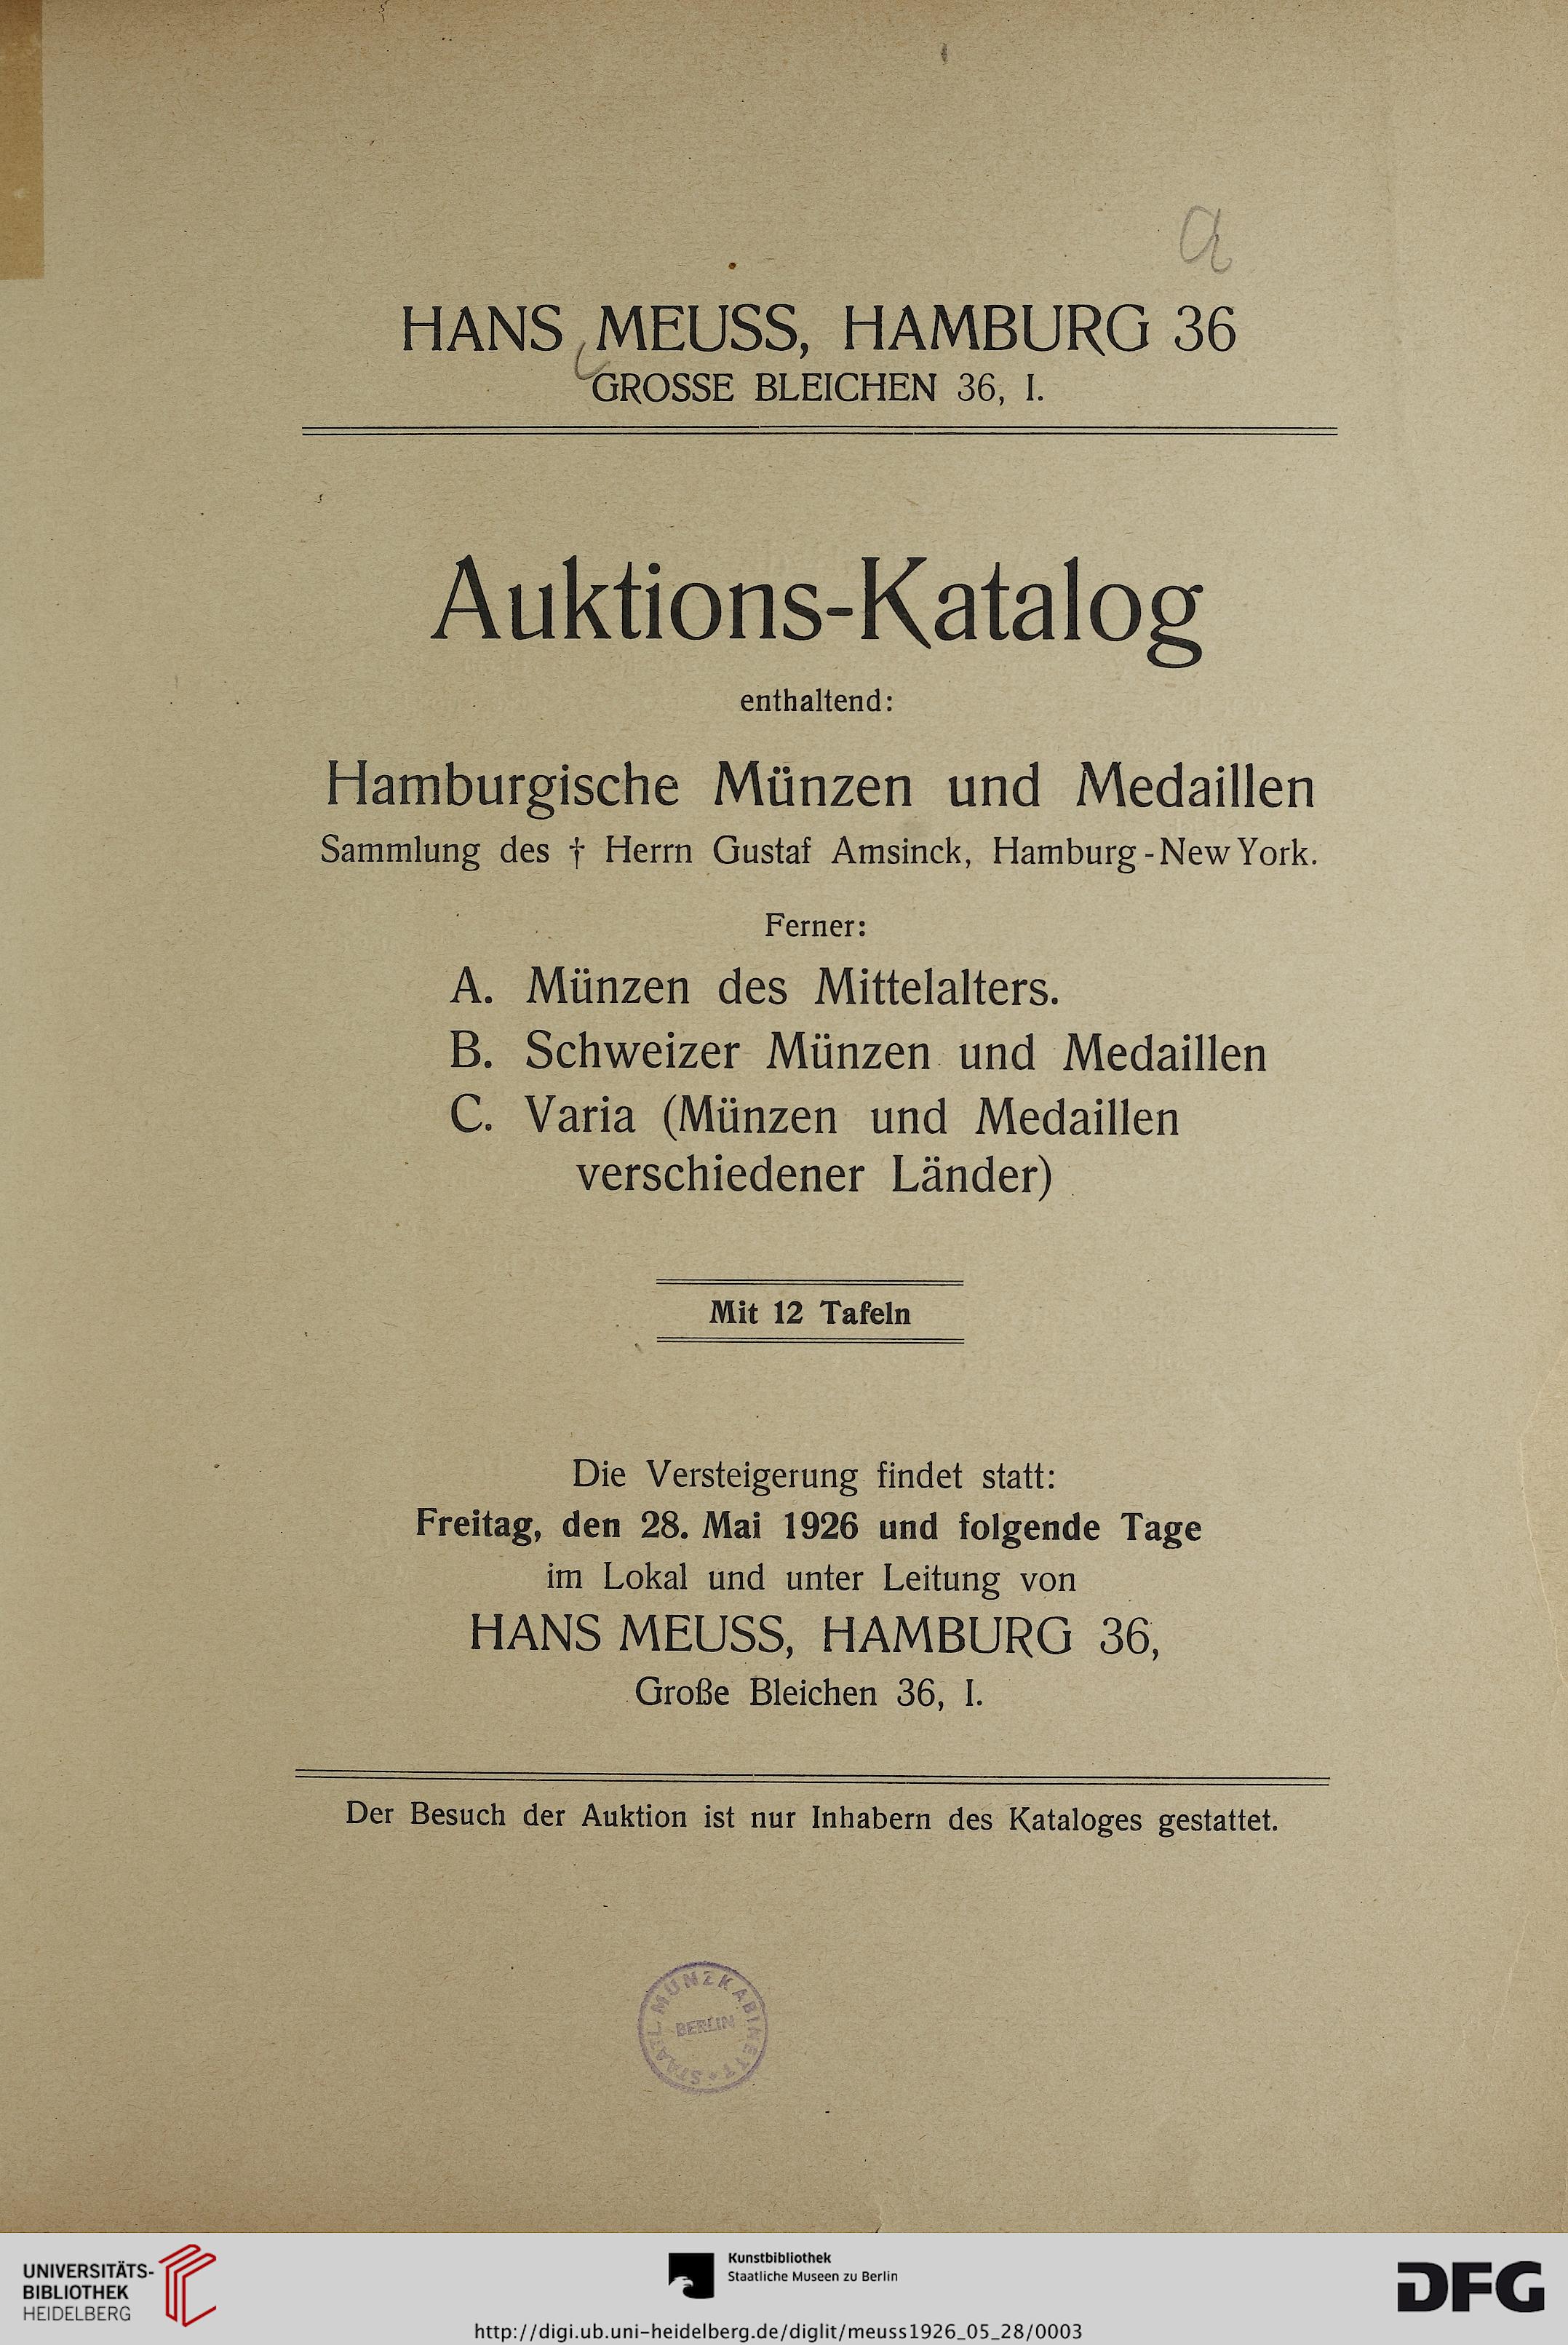 a
HANS MEUSS, HAMBURG 36
GROSSE BLEICHEN 36, I.
Auktions-Katalog
enthaltend:
Hamburgische Münzen und Medaillen
Sammlung des † Herrn Gustaf Amsinck, Hamburg-New York.
Ferner:
A. Münzen des Mittelalters.
B. Schweizer Münzen und Medaillen
C. Varia (Münzen und Medaillen
verschiedener Länder)
Mit 12 Tafeln
Die Versteigerung findet statt:
Freitag, den 28. Mai 1926 und folgende Tage
im Lokal und unter Leitung von
HANS MEUSS, HAMBURG 36,
Große Bleichen 36, I.
Der Besuch der Auktion ist nur Inhabern des Kataloges gestattet.
STAATL. MÜNZKABINETT *
BERLIN
UNIVERSITÄTS-
BIBLIOTHEK
HEIDELBERG
Kunstbibliothek
Staatliche Museen zu Berlin
DFG
http://digi.ub.uni-heidelberg.de/diglit/meuss1926_05_28/0003